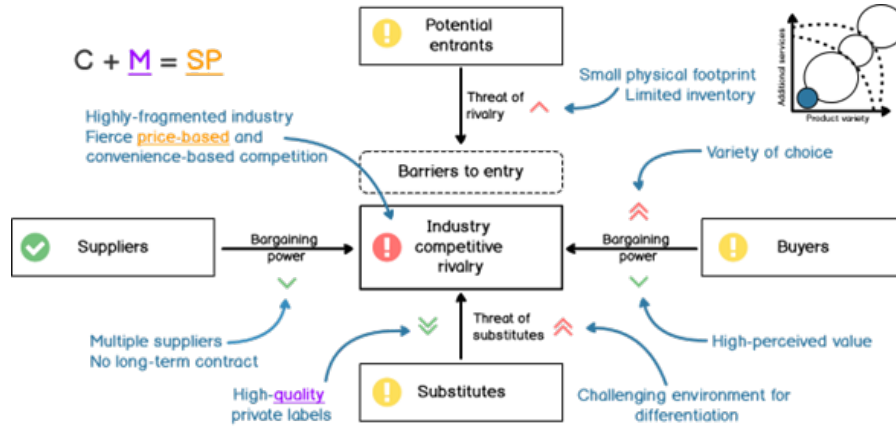 C + M = SP
Potential
entrants
Additional services
Product variety
Threat of
rivalry
Small physical footprint
Limited inventory
Highly-fragmented industry
Fierce price-based and
convenience-based competition
Barriers to entry
Variety of choice
Suppliers
Bargaining
power
Industry
competitive
rivalry
Bargaining
power
Buyers
Multiple suppliers
No long-term contract
Threat of
substitutes
High-perceived value
High-quality
private labels
Substitutes
Challenging environment for
differentiation